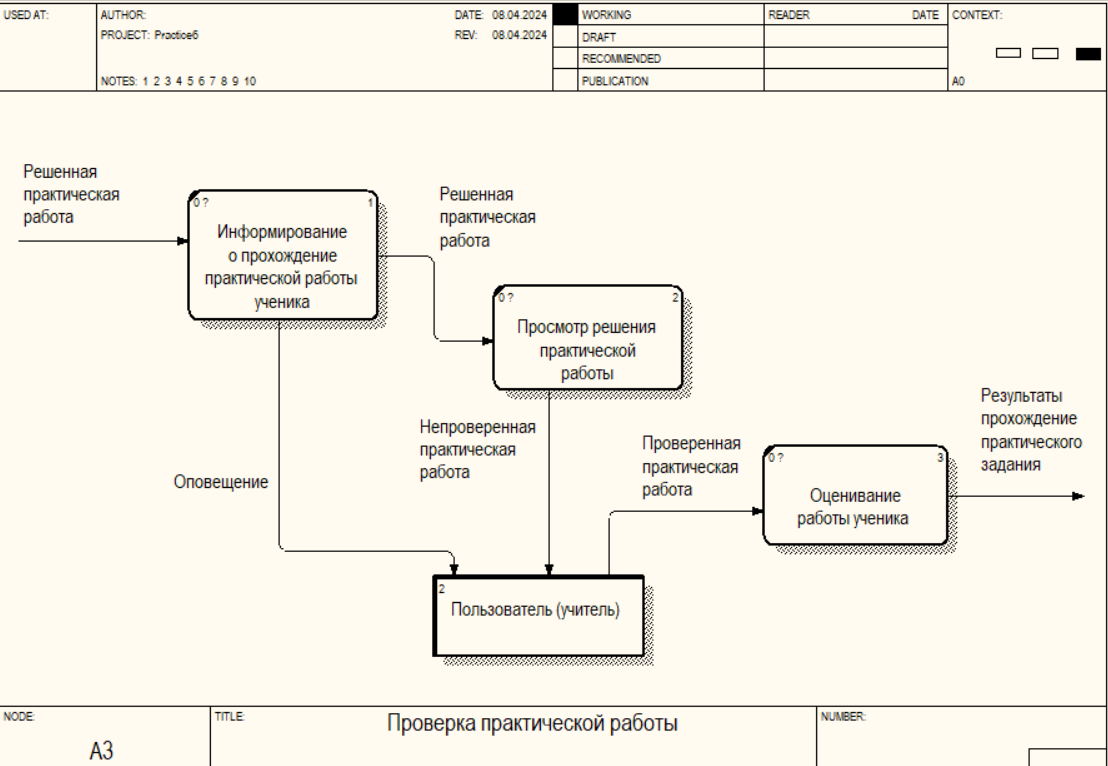 USED AT:
AUTHOR:
DATE: 08.04.2024
WORKING
READER
DATE
CONTEXT:
PROJECT: Practice6
REV: 08.04.2024
DRAFT
RECOMMENDED
NOTES: 1 2 3 4 5 6 7 8 9 10
PUBLICATION
A0
Решенная
практическая
работа
0 ?
1
Информирование
о прохождение
практической работы
ученика
Решенная
практическая
работа
0 ?
2
Просмотр решения
практической
работы
Непроверенная
практическая
работа
Оповещение
Проверенная
практическая
работа
0 ?
3
Оценивание
работы ученика
Результаты
прохождение
практического
задания
2
Пользователь (учитель)
NODE:
A3
TITLE:
Проверка практической работы
NUMBER: